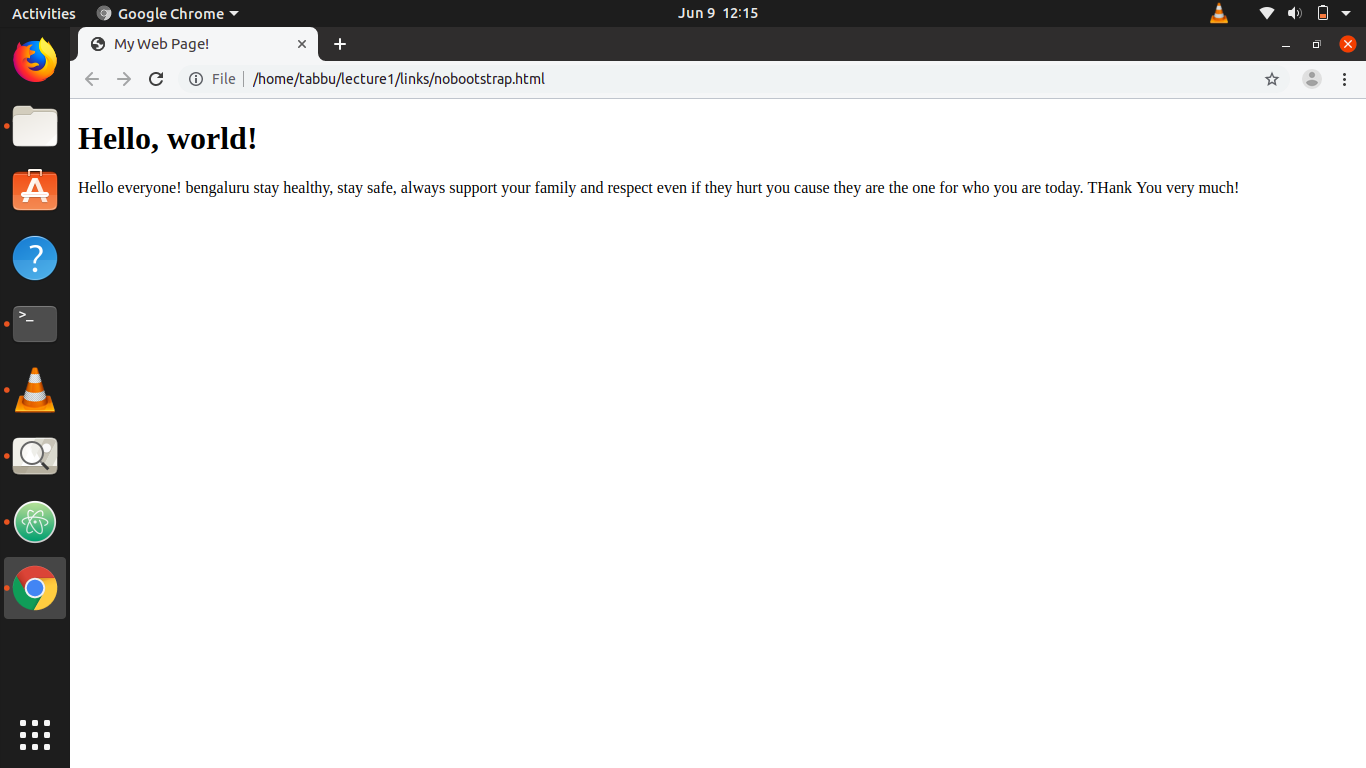 Activities
Google Chrome
Jun 9 12:15
My Web Page!
File
/home/tabbu/lecture1/links/nobootstrap.html
Hello, world!
Hello everyone! bengaluru stay healthy, stay safe, always support your family and respect even if they hurt you cause they are the one for who you are today. THank You very much!
>_